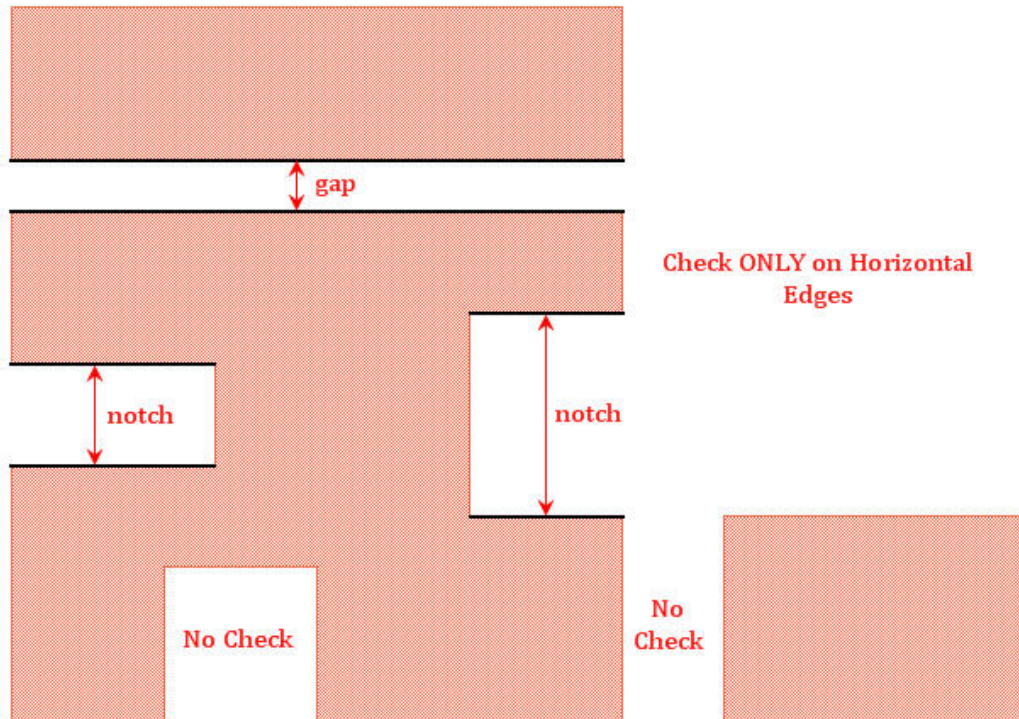 gap
Check ONLY on Horizontal
Edges
notch
notch
No Check
No
Check